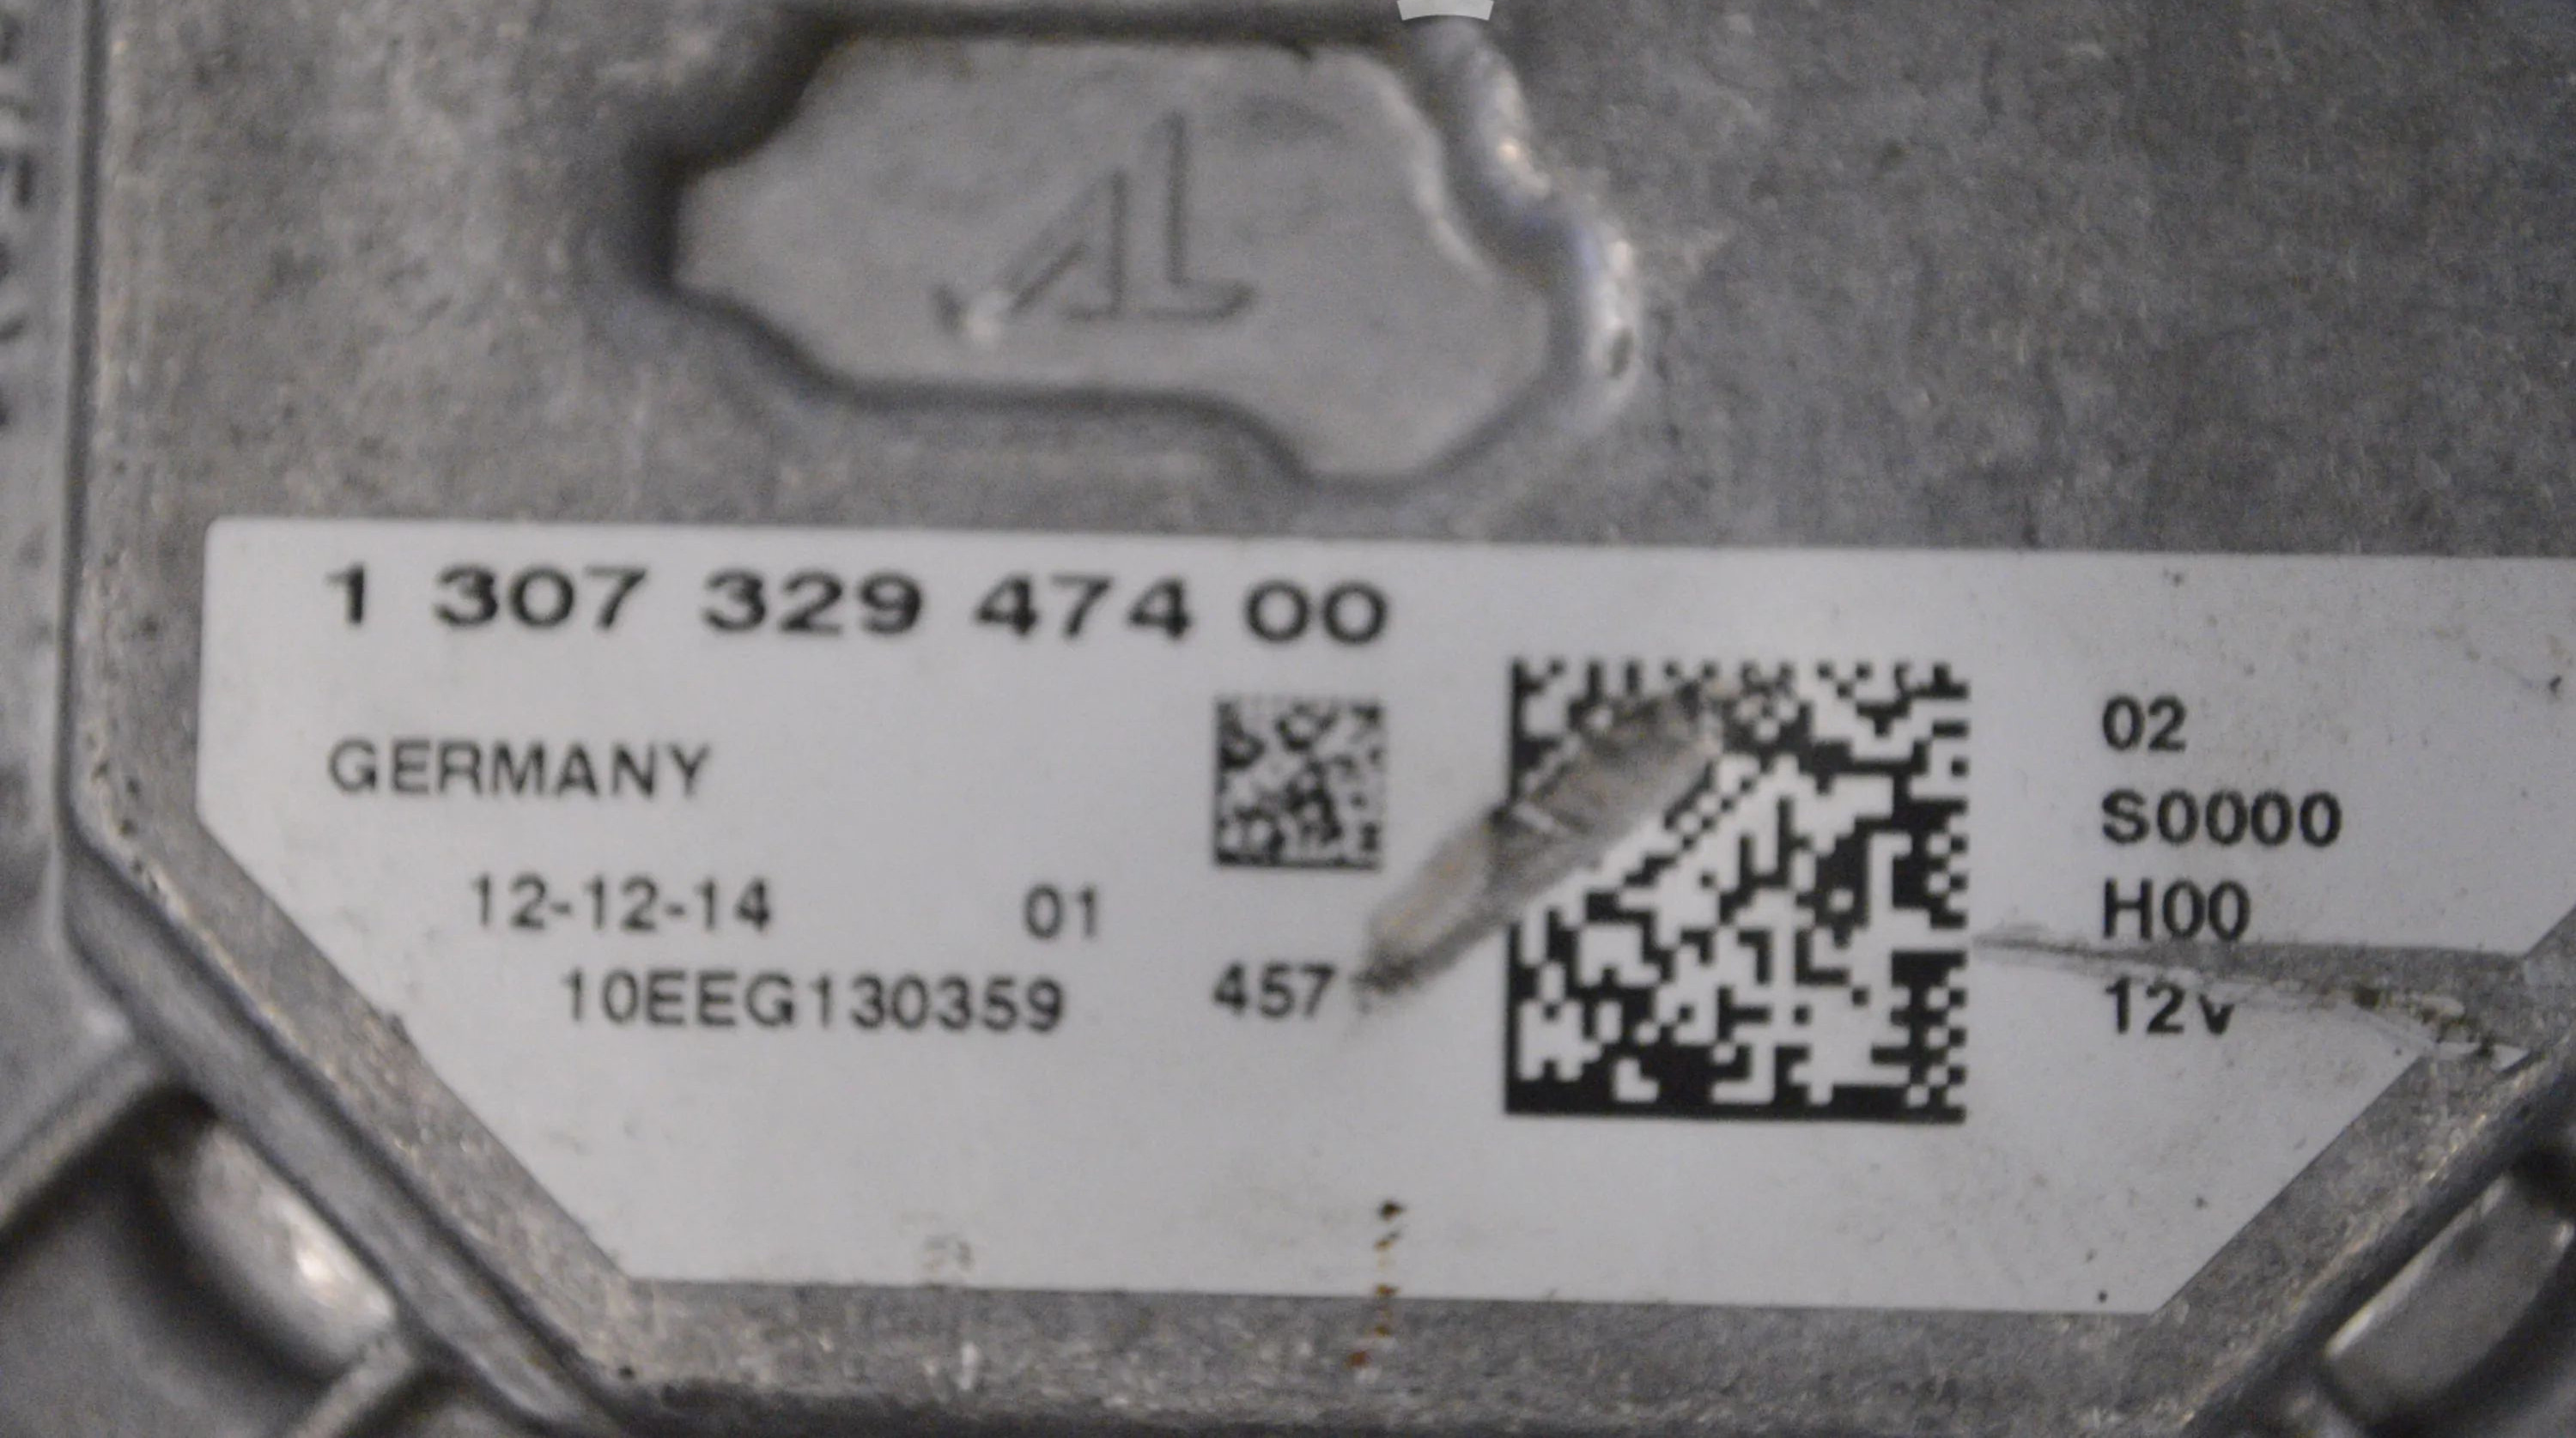 1 307 329 474 00
GERMANY
12-12-14 01
10EEG130359 457
02
S0000
H00
12v